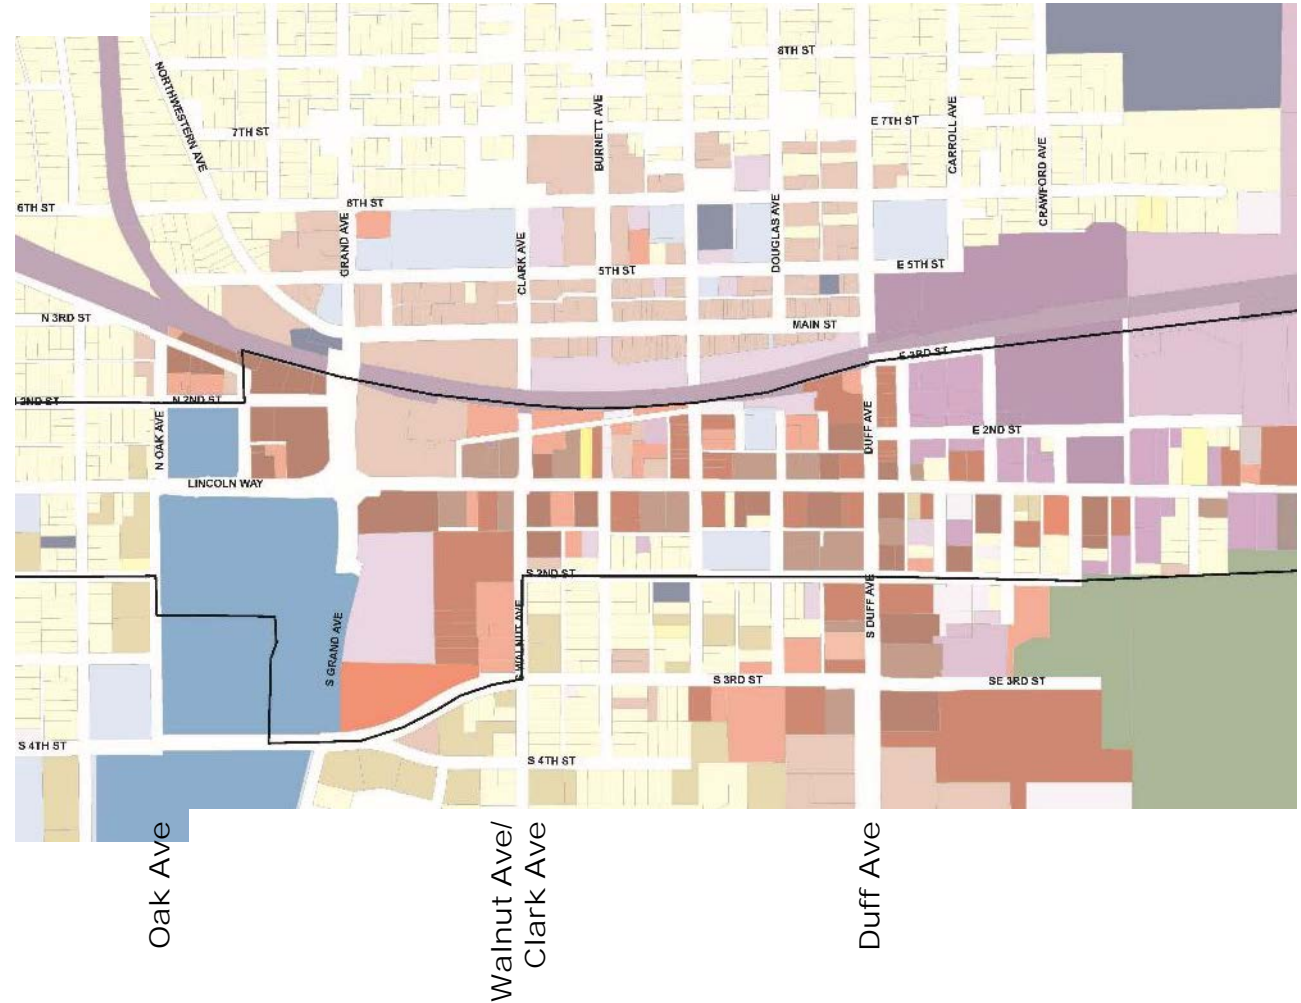 8TH ST
NORTHWESTERN AVE
BURNETT AVE
CARROLL AVE
7TH ST
E 7TH ST
CRAWFORD AVE
6TH ST
6TH ST
GRAND AVE
DOUGLAS AVE
CLARK AVE
5TH ST
E 5TH ST
N 3RD ST
MAIN ST
E 3RD ST
N 2ND ST
N 2ND ST
N OAK AVE
DUFF AVE
E 2ND ST
LINCOLN WAY
S 2ND ST
S GRAND AVE
S WALNUT AVE
S DUFF AVE
S 3RD ST
SE 3RD ST
S 4TH ST
S 4TH ST
Oak Ave
Walnut Ave/
Clark Ave
Duff Ave